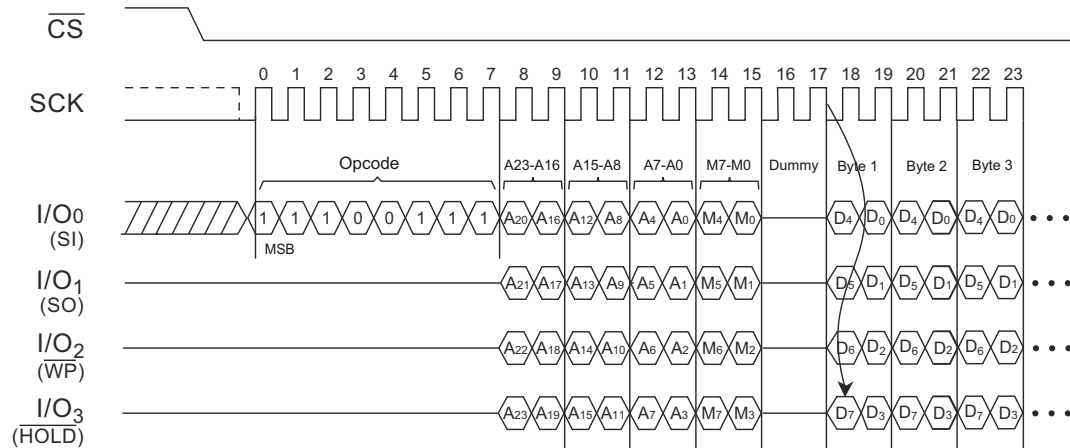 CS
0 1 2 3 4 5 6 7 8 9 10 11 12 13 14 15 16 17 18 19 20 21 22 23
SCK
Opcode A23-A16 A15-A8 A7-A0 M7-M0 Dummy Byte 1 Byte 2 Byte 3
I/O0 1 1 1 0 0 1 1 1 A20 A16 A12 A8 A4 A0 M4 M0 D4 D0 D4 D0 D4 D0
(SI)
MSB
I/O1 A21 A17 A13 A9 A5 A1 M5 M1 D5 D1 D5 D1 D5 D1
(SO)
I/O2 A22 A18 A14 A10 A6 A2 M6 M2 D6 D2 D6 D2 D6 D2
(WP)
I/O3 A23 A19 A15 A11 A7 A3 M7 M3 D7 D3 D7 D3 D7 D3
(HOLD)